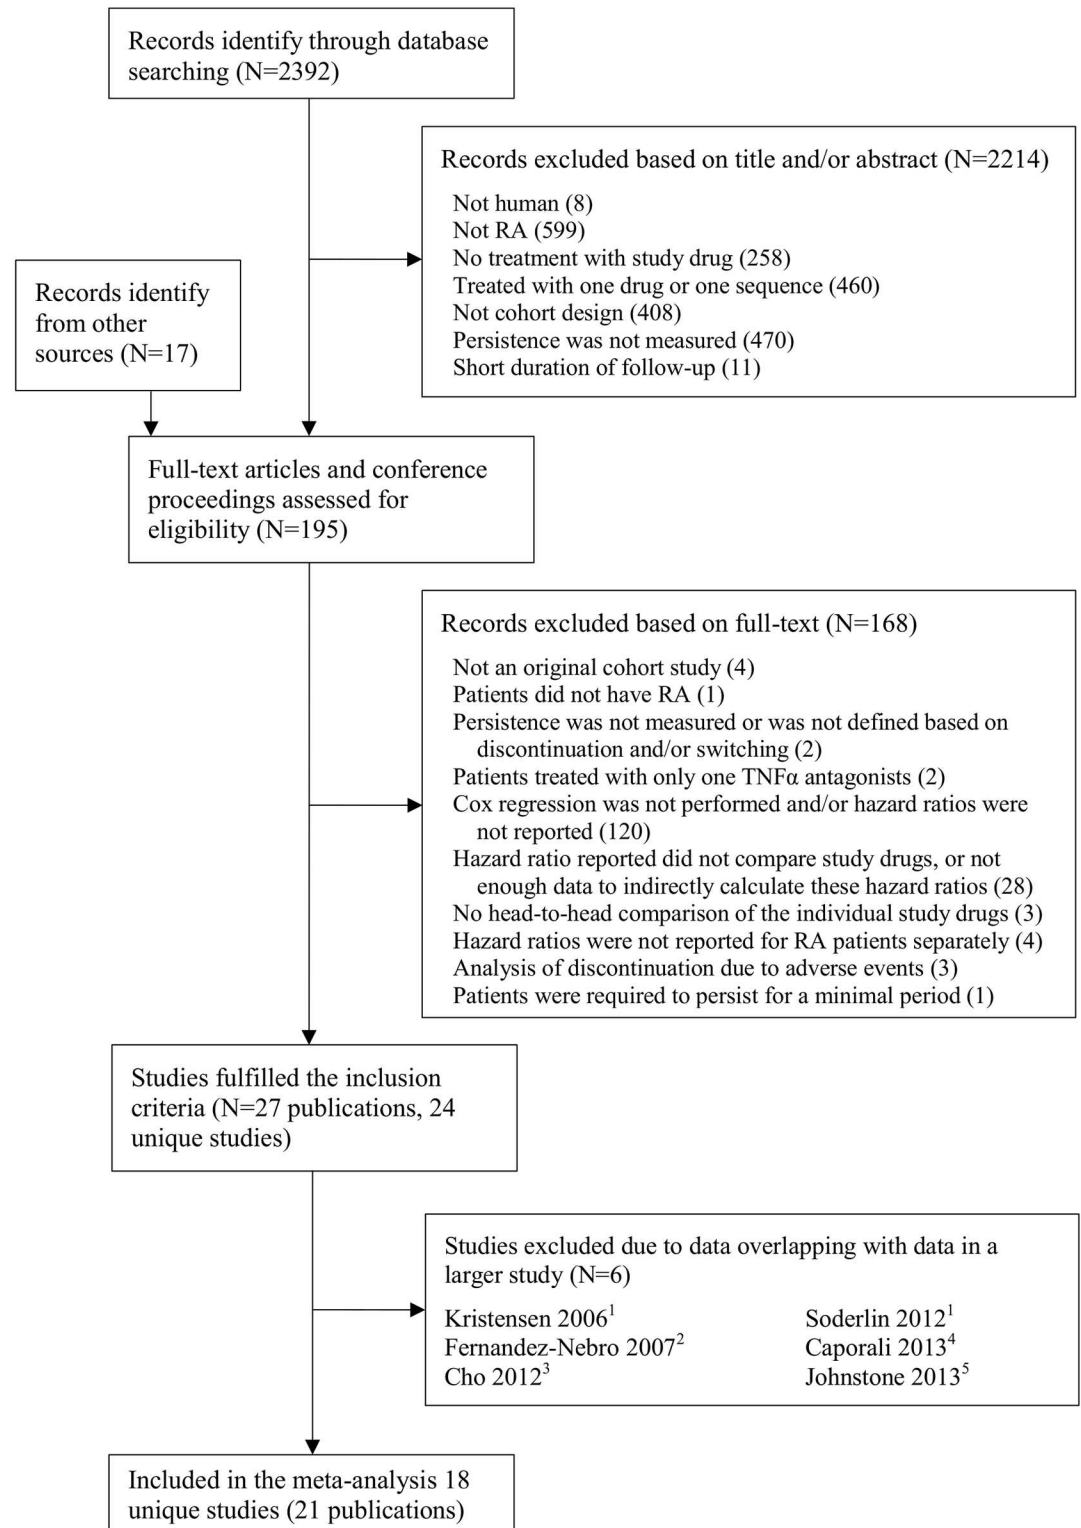 Records identify through database
searching (N=2392)
Records excluded based on title and/or abstract (N=2214)
Not human (8)
Not RA (599)
No treatment with study drug (258)
Treated with one drug or one sequence (460)
Not cohort design (408)
Persistence was not measured (470)
Short duration of follow-up (11)
Records identify
from other
sources (N=17)
Full-text articles and conference
proceedings assessed for
eligibility (N=195)
Records excluded based on full-text (N=168)
Not an original cohort study (4)
Patients did not have RA (1)
Persistence was not measured or was not defined based on
discontinuation and/or switching (2)
Patients treated with only one TNFα antagonists (2)
Cox regression was not performed and/or hazard ratios were
not reported (120)
Hazard ratio reported did not compare study drugs, or not
enough data to indirectly calculate these hazard ratios (28)
No head-to-head comparison of the individual study drugs (3)
Hazard ratios were not reported for RA patients separately (4)
Analysis of discontinuation due to adverse events (3)
Patients were required to persist for a minimal period (1)
Studies fulfilled the inclusion
criteria (N=27 publications, 24
unique studies)
Studies excluded due to data overlapping with data in a
larger study (N=6)
Kristensen 2006¹
Fernandez-Nebro 2007²
Cho 2012³
Soderlin 2012¹
Caporali 2013⁴
Johnstone 2013⁵
Included in the meta-analysis 18
unique studies (21 publications)